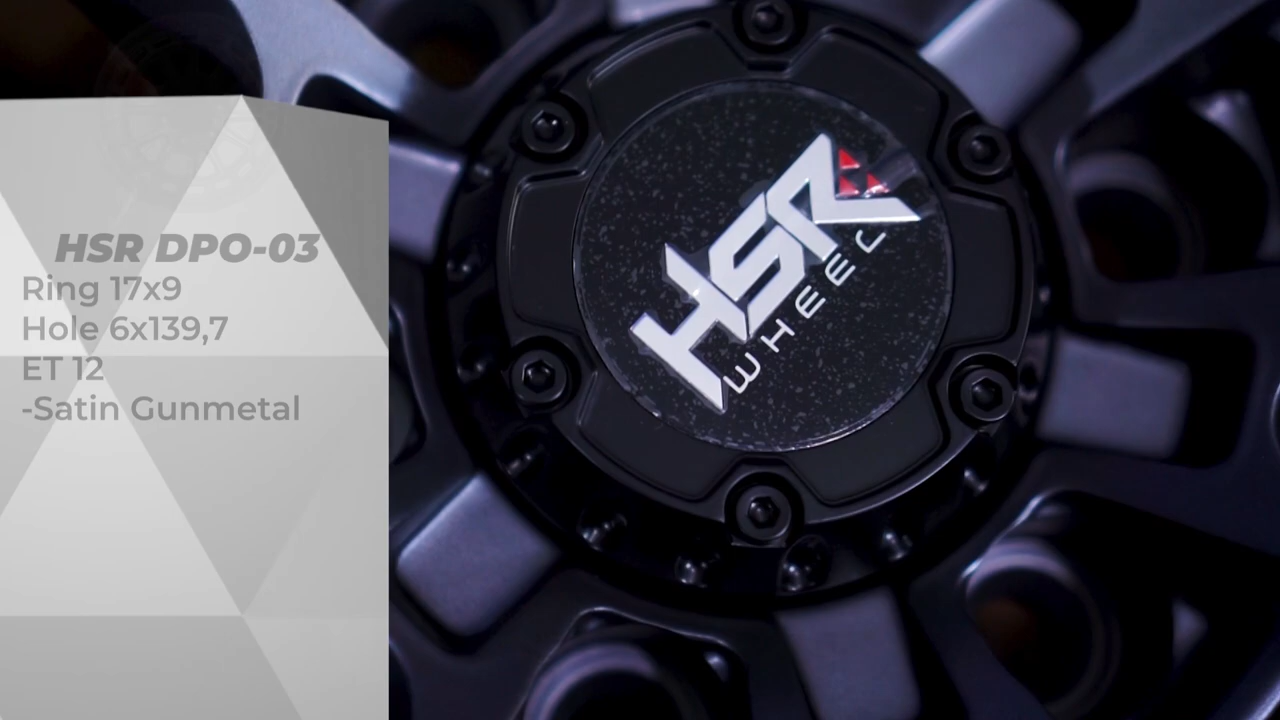 HSR DPO-03
Ring 17x9
Hole 6x139,7
ET 12
-Satin Gunmetal
HSR
WHEEL